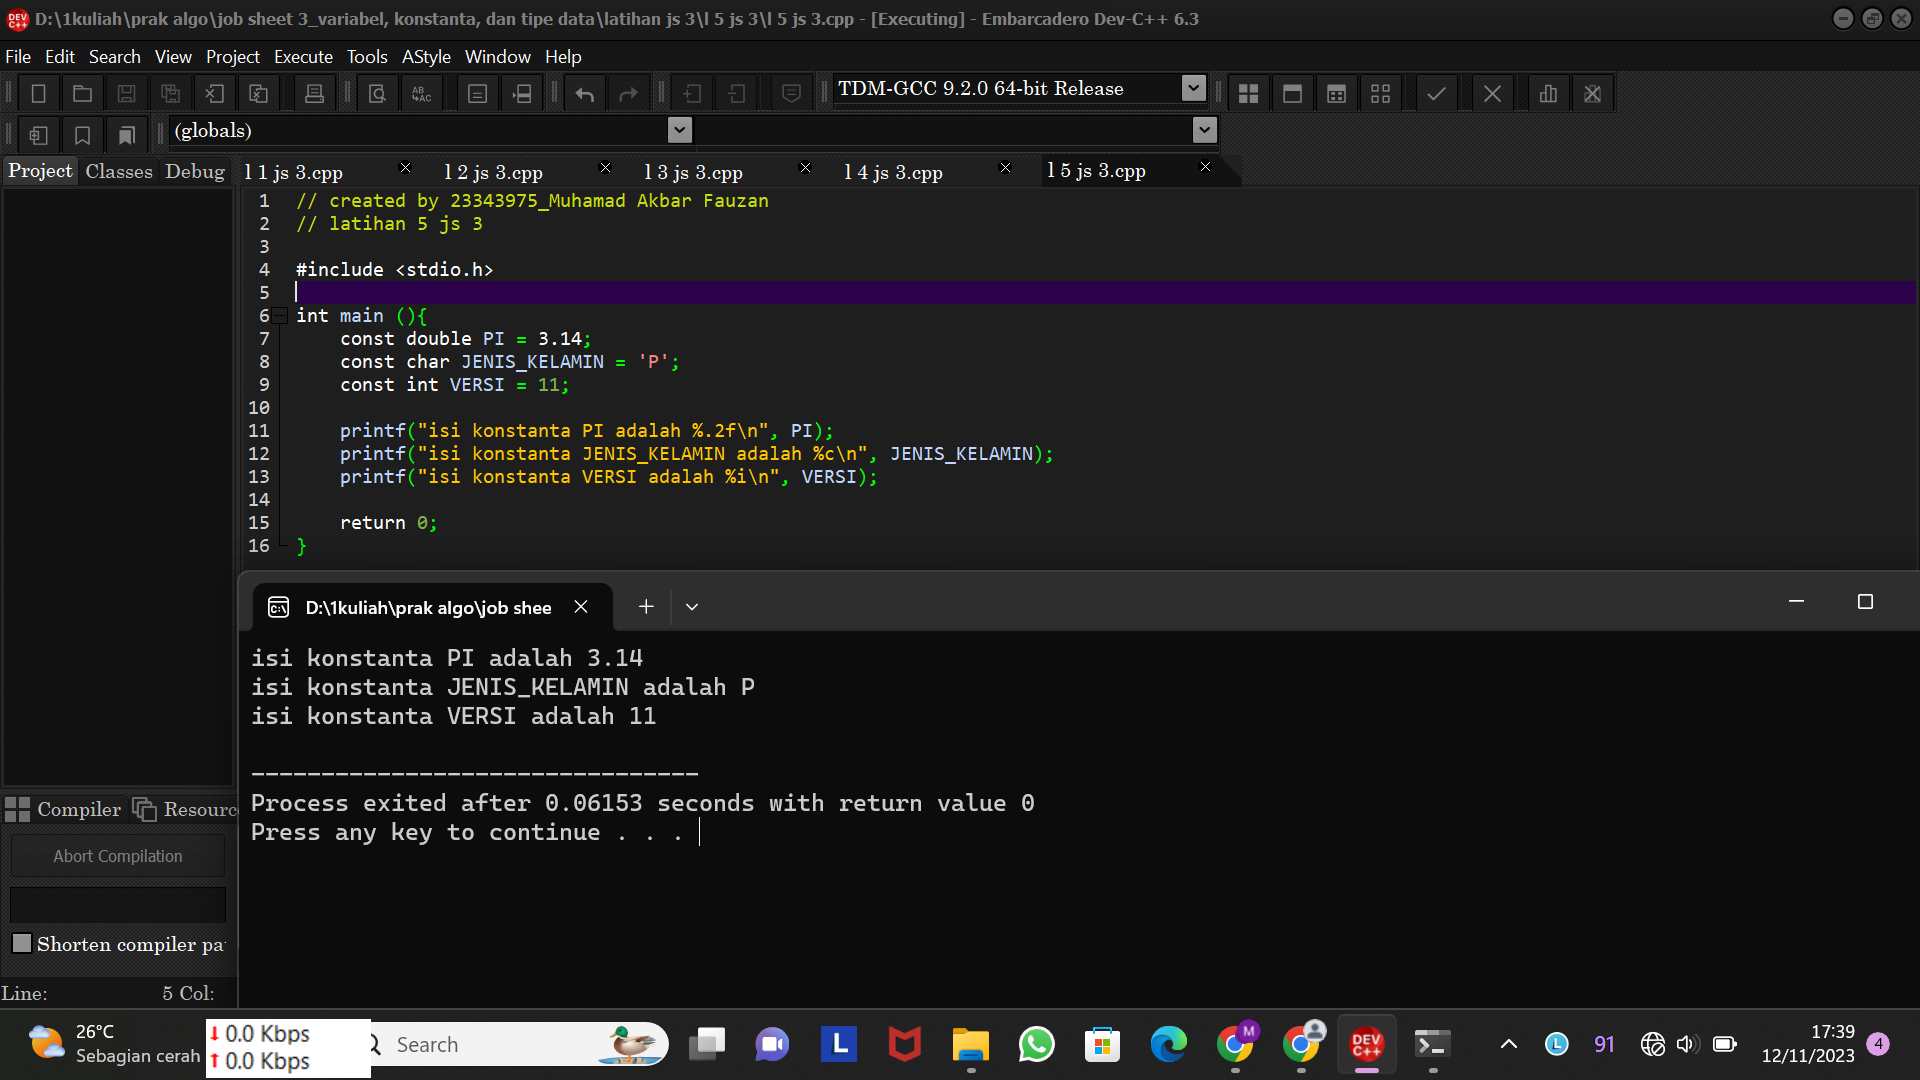 D:\1kuliah\prak algo\job sheet 3_variabel, konstanta, dan tipe data\latihan js 3\l 5 js 3\l 5 js 3.cpp - [Executing] - Embarcadero Dev-C++ 6.3
File Edit Search View Project Execute Tools AStyle Window Help
TDM-GCC 9.2.0 64-bit Release
(globals)
Project Classes Debug
l 1 js 3.cpp l 2 js 3.cpp l 3 js 3.cpp l 4 js 3.cpp l 5 js 3.cpp
1 // created by 23343975_Muhamad Akbar Fauzan
2 // latihan 5 js 3
3
4 #include <stdio.h>
5
6 int main (){
7 const double PI = 3.14;
8 const char JENIS_KELAMIN = 'P';
9 const int VERSI = 11;
10
11 printf("isi konstanta PI adalah %.2f\n", PI);
12 printf("isi konstanta JENIS_KELAMIN adalah %c\n", JENIS_KELAMIN);
13 printf("isi konstanta VERSI adalah %i\n", VERSI);
14
15 return 0;
16 }
D:\1kuliah\prak algo\job shee
isi konstanta PI adalah 3.14
isi konstanta JENIS_KELAMIN adalah P
isi konstanta VERSI adalah 11
--------------------------------
Process exited after 0.06153 seconds with return value 0
Press any key to continue . . .
Compiler Resourc
Abort Compilation
Shorten compiler pa
Line: 5 Col:
26°C
Sebagian cerah
0.0 Kbps
0.0 Kbps
Search
L
M
DEV
C++
L
91
17:39
12/11/2023
4